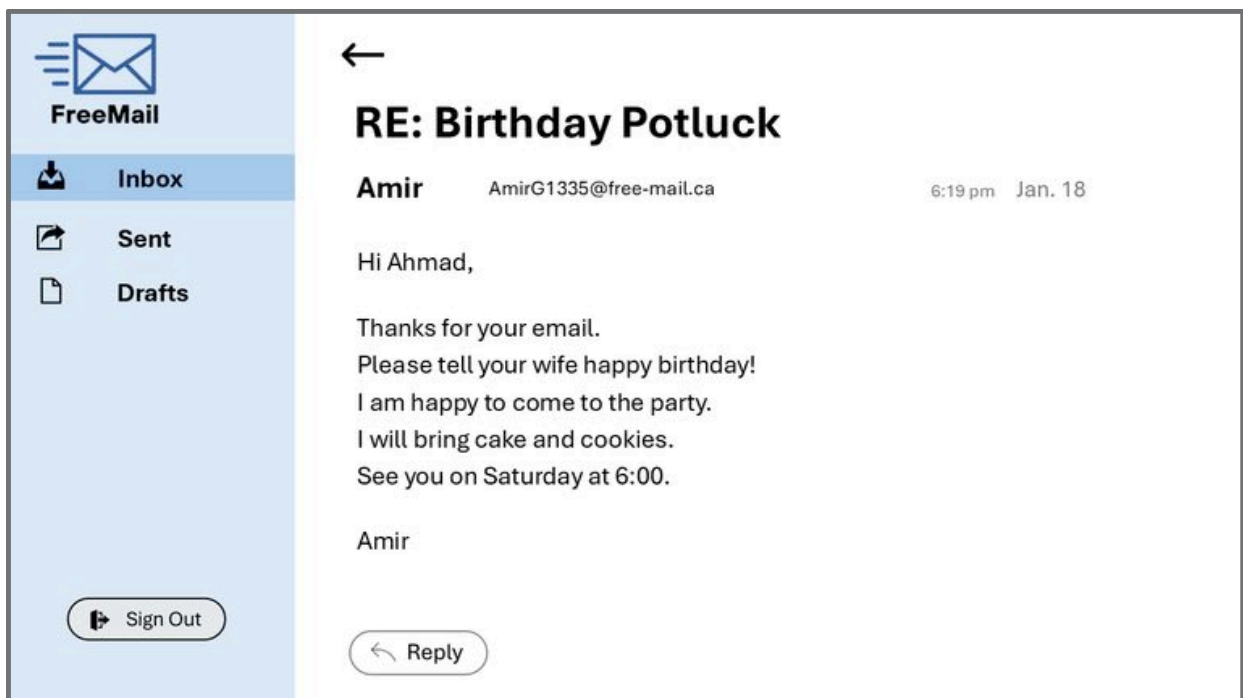 FreeMail
Inbox
Sent
Drafts
Sign Out
RE: Birthday Potluck
Amir AmirG1335@free-mail.ca 6:19 pm Jan. 18
Hi Ahmad,
Thanks for your email.
Please tell your wife happy birthday!
I am happy to come to the party.
I will bring cake and cookies.
See you on Saturday at 6:00.
Amir
Reply